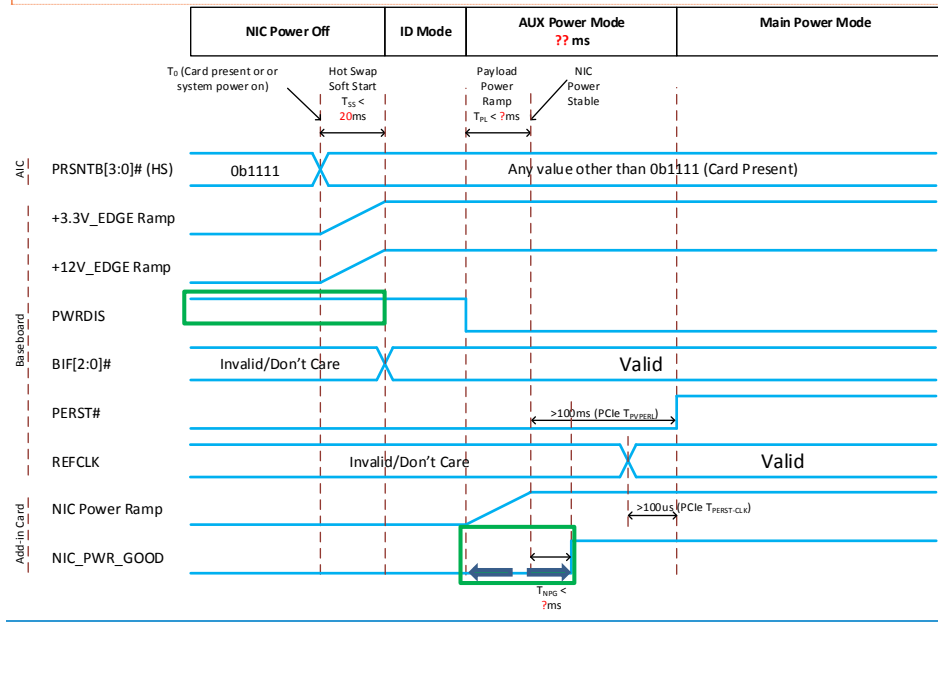 NIC Power Off
ID Mode
AUX Power Mode
?? ms
Main Power Mode
T0 (Card present or or
system power on)
Hot Swap
Soft Start
TSS <
20ms
Payload
Power
Ramp
TPL < ?ms
NIC
Power
Stable
AIC
PRSNTB[3:0]# (HS)
0b1111
Any value other than 0b1111 (Card Present)
+3.3V_EDGE Ramp
+12V_EDGE Ramp
Baseboard
PWRDIS
BIF[2:0]#
Invalid/Don't Care
Valid
PERST#
>100ms (PCIe TPVPERL)
REFCLK
Invalid/Don't Care
Valid
Add-in Card
NIC Power Ramp
>100us (PCIe TPERST-CLK)
NIC_PWR_GOOD
TNPG <
?ms